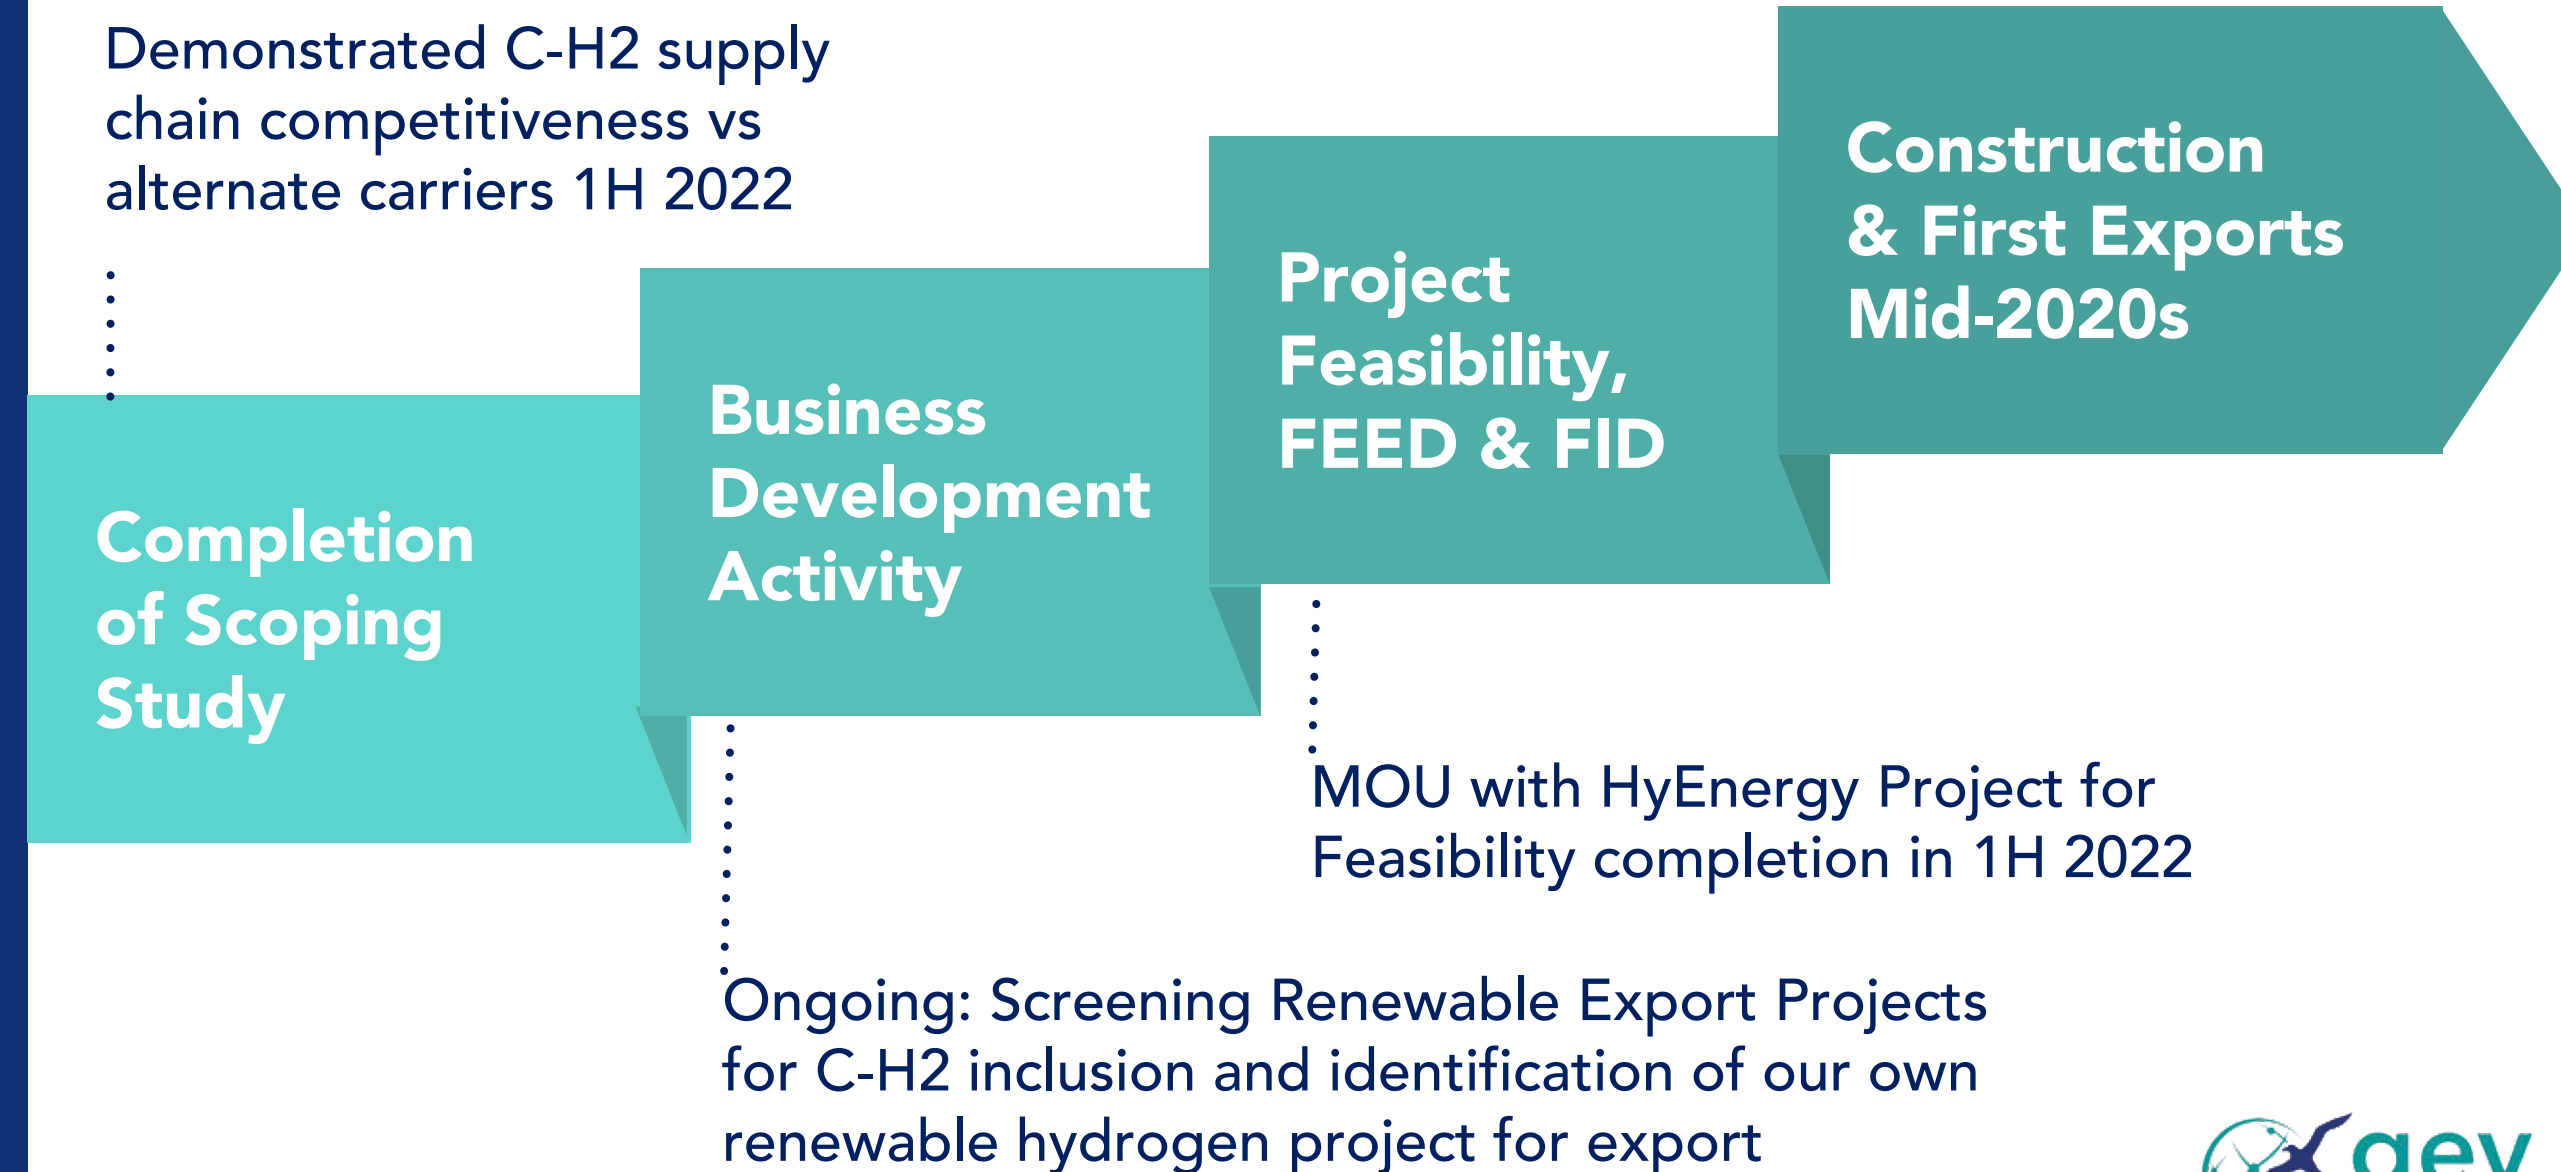 Demonstrated C-H2 supply
chain competitiveness vs
alternate carriers 1H 2022
Completion
of Scoping
Study
Business
Development
Activity
Project
Feasibility,
FEED & FID
Construction
& First Exports
Mid-2020s
MOU with HyEnergy Project for
Feasibility completion in 1H 2022
Ongoing: Screening Renewable Export Projects
for C-H2 inclusion and identification of our own
renewable hydrogen project for export
gev